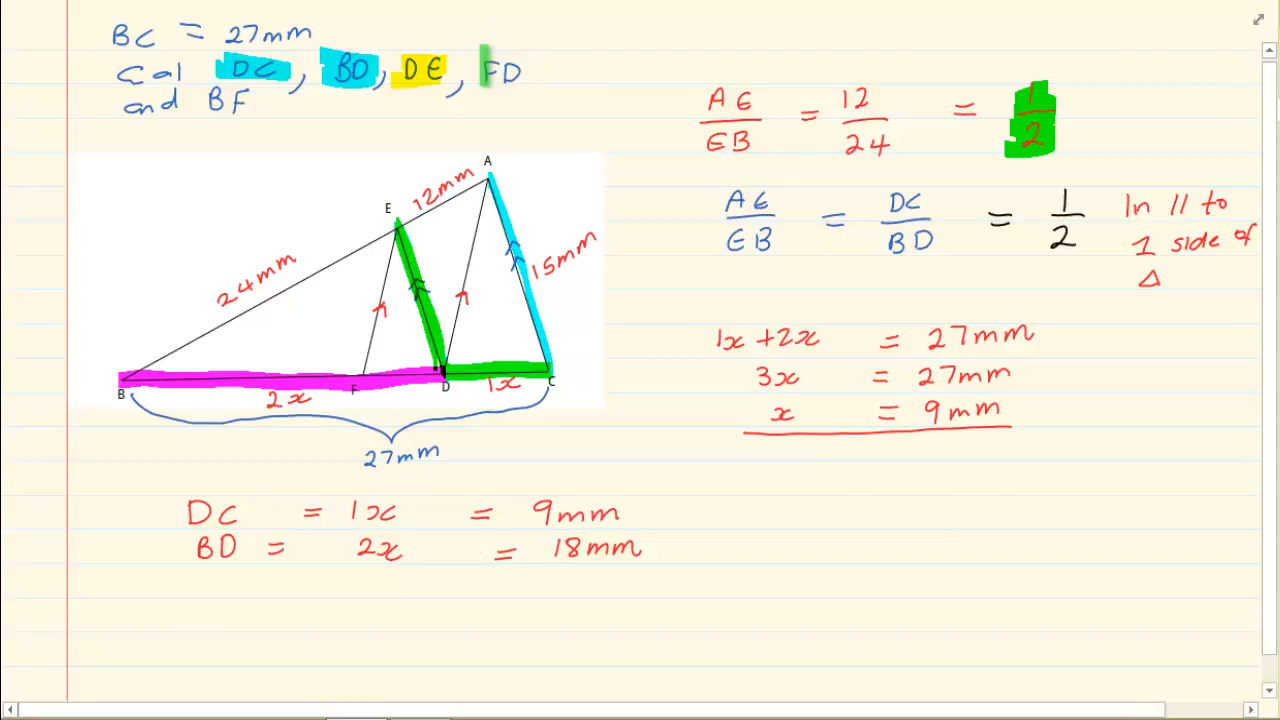 BC = 27mm
Cal DC, BD, DE, FD
and BF
AE/EB = 12/24 = 1/2
AE/EB = DC/BD = 1/2 ln // to
1 side of
Δ
A
12mm
E
24mm
15mm
B
F
D
C
2x
1x
27mm
1x + 2x = 27mm
3x = 27mm
x = 9mm
DC = 1x = 9mm
BD = 2x = 18mm